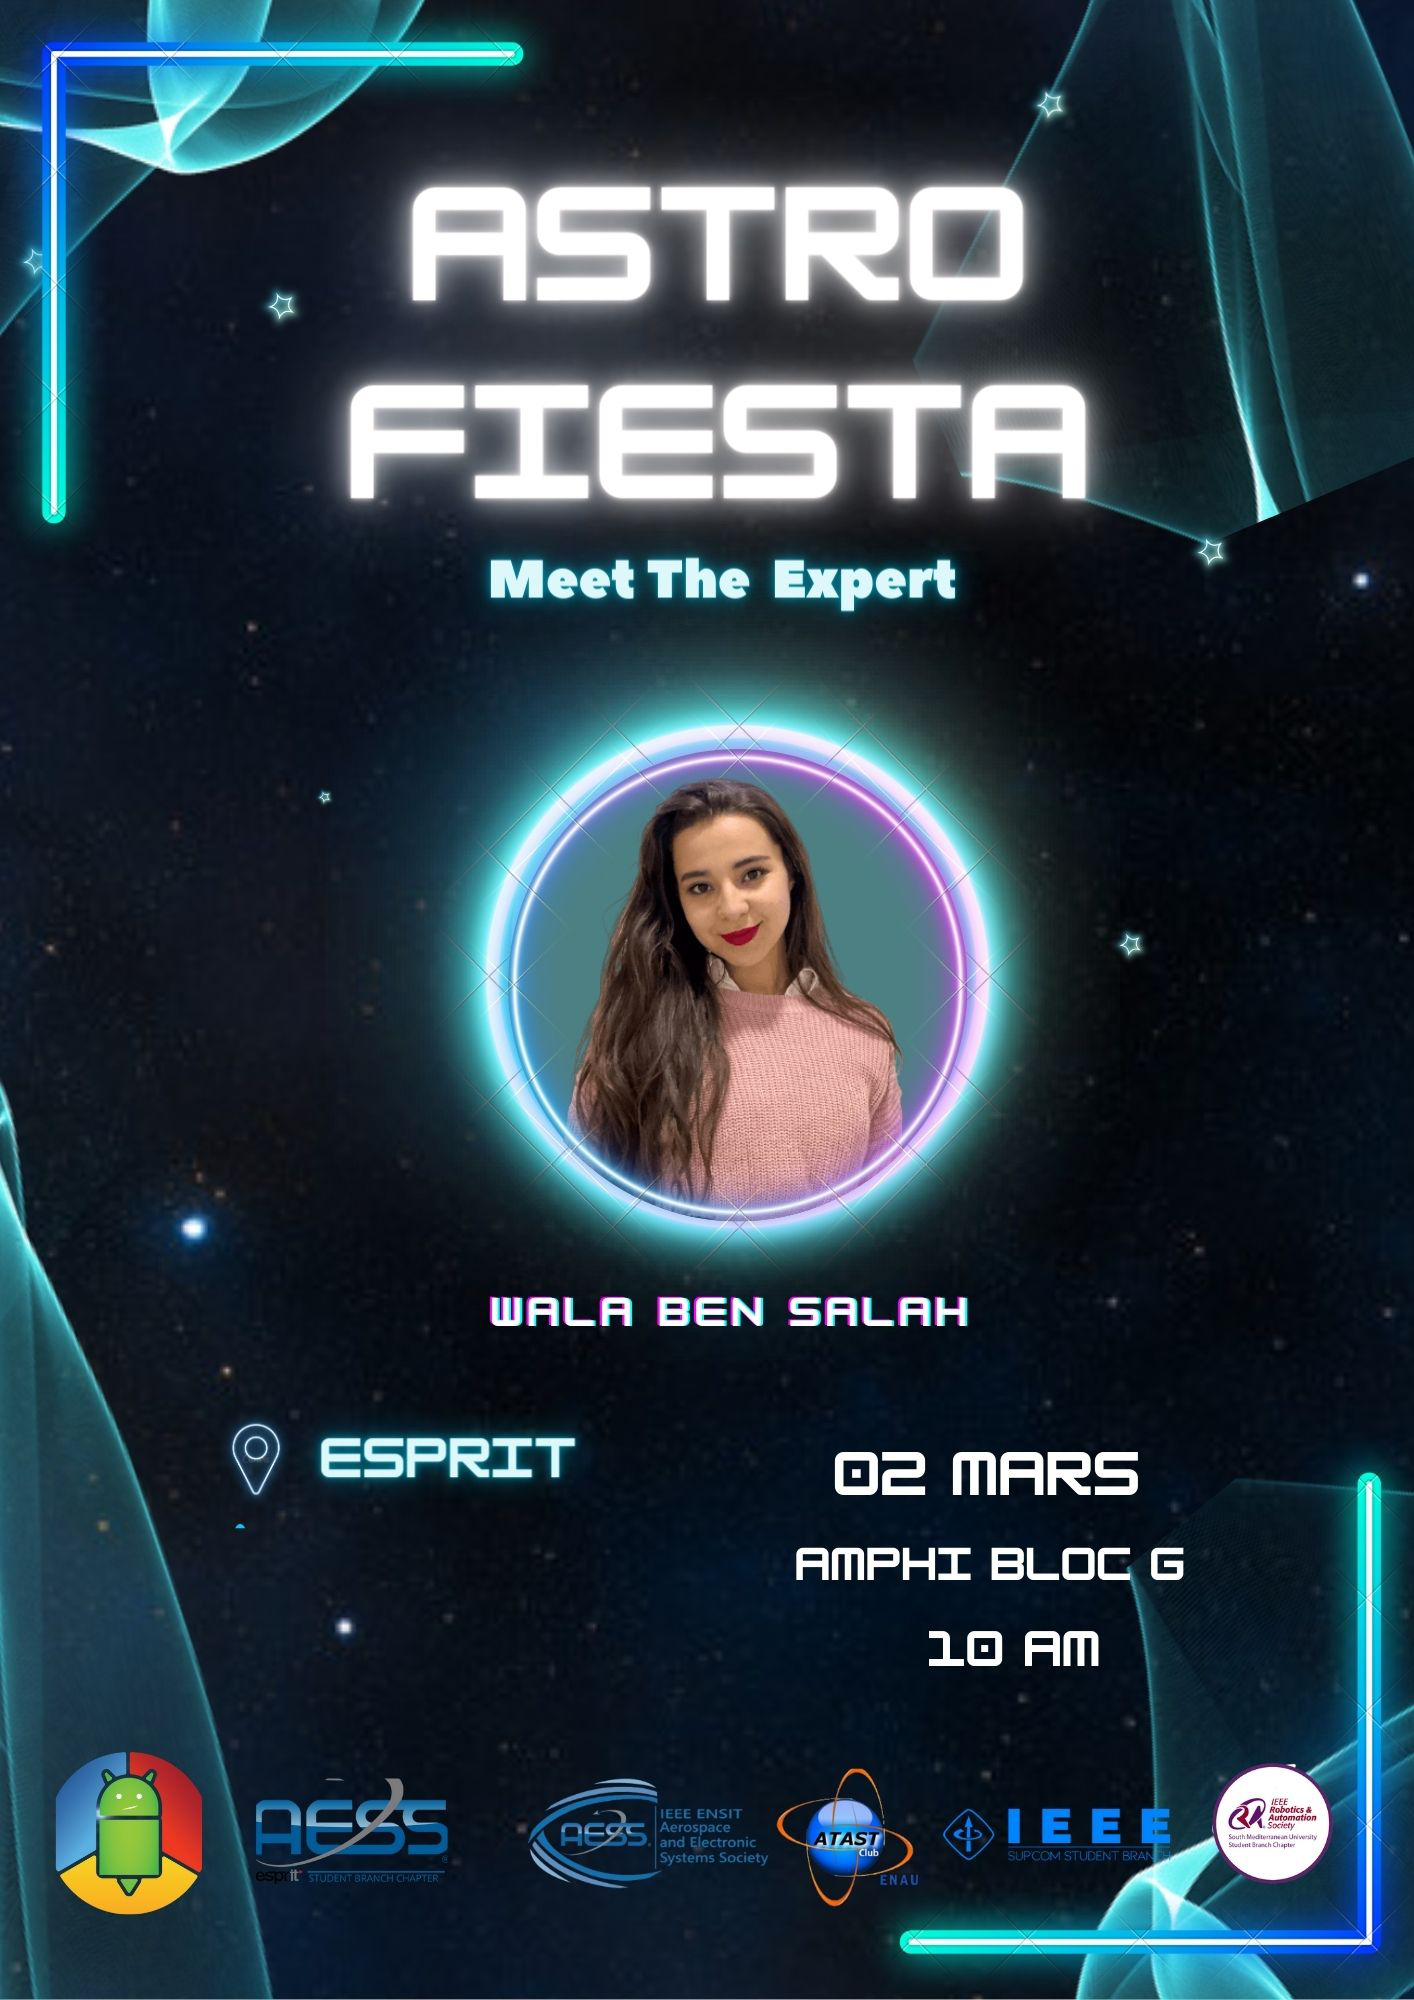 ASTRO
FIESTA
Meet The Expert
WALA BEN SALAH
ESPRIT
02 MARS
AMPHI BLOC G
10 AM
AESS
esprit STUDENT BRANCH CHAPTER
AESS
IEEE ENSIT
Aerospace
and Electronic
Systems Society
ATAST
Club
ENAU
IEEE
SUPCOM STUDENT BRANCH
RA
IEEE
Robotics &
Automation
Society
South Mediterranean University
Student Branch Chapter